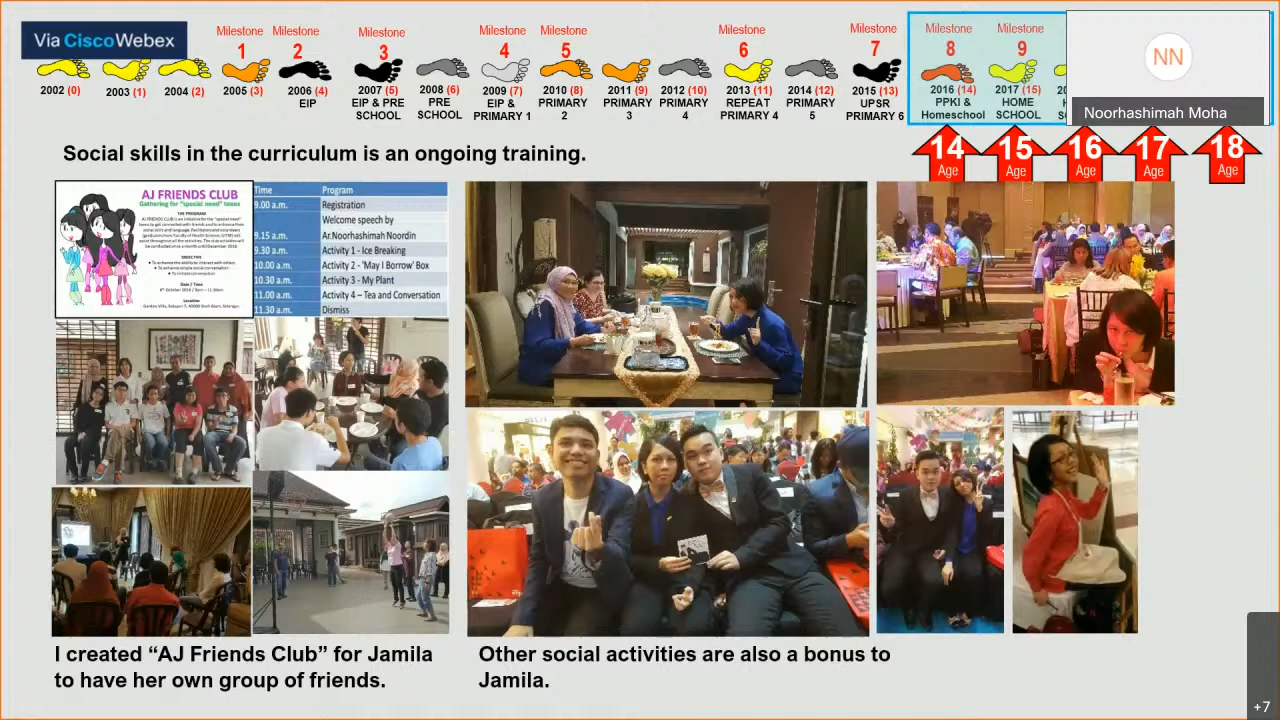 Via Cisco Webex
Milestone 1
Milestone 2
Milestone 3
Milestone 4
Milestone 5
Milestone 6
Milestone 7
Milestone 8
Milestone 9
2002 (0)
2003 (1)
2004 (2)
2005 (3)
2006 (4)
EIP
2007 (5)
EIP & PRE
SCHOOL
2008 (6)
PRE
SCHOOL
2009 (7)
EIP &
PRIMARY 1
2010 (8)
PRIMARY
2
2011 (9)
PRIMARY
3
2012 (10)
PRIMARY
4
2013 (11)
REPEAT
PRIMARY 4
2014 (12)
PRIMARY
5
2015 (13)
UPSR
PRIMARY 6
2016 (14)
PPKI &
Homeschool
2017 (15)
HOME
SCHOOL
NN
Noorhashimah Moha
14 Age
15 Age
16 Age
17 Age
18 Age
Social skills in the curriculum is an ongoing training.
AJ FRIENDS CLUB
Gathering for "special need" teens
THE PROGRAM
OBJECTIVE
Date / Time
Location
Time Program
9.00 a.m. Registration
Welcome speech by
9.15 a.m. Ar.Noorhashimah Noordin
9.30 a.m. Activity 1 - Ice Breaking
10.00 a.m. Activity 2 - 'May I Borrow' Box
10.30 a.m. Activity 3 - My Plant
11.00 a.m. Activity 4 – Tea and Conversation
11.30 a.m. Dismiss
I created “AJ Friends Club” for Jamila
to have her own group of friends.
Other social activities are also a bonus to
Jamila.
+7